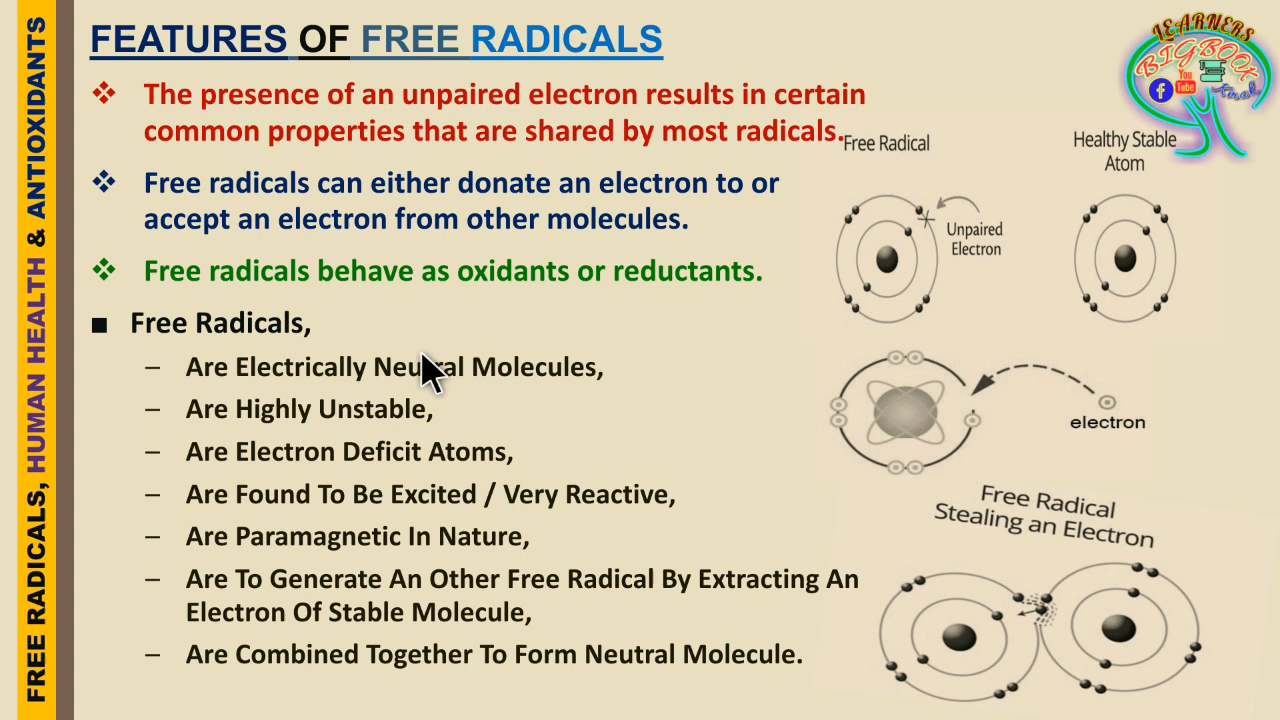 FREE RADICALS, HUMAN HEALTH & ANTIOXIDANTS
FEATURES OF FREE RADICALS
❖ The presence of an unpaired electron results in certain
common properties that are shared by most radicals.
❖ Free radicals can either donate an electron to or
accept an electron from other molecules.
❖ Free radicals behave as oxidants or reductants.
■ Free Radicals,
– Are Electrically Neutral Molecules,
– Are Highly Unstable,
– Are Electron Deficit Atoms,
– Are Found To Be Excited / Very Reactive,
– Are Paramagnetic In Nature,
– Are To Generate An Other Free Radical By Extracting An
Electron Of Stable Molecule,
– Are Combined Together To Form Neutral Molecule.
LEARNERS
BIGBOOK
You
Tube
f
Free Radical
Unpaired
Electron
Healthy Stable
Atom
electron
Free Radical
Stealing an Electron